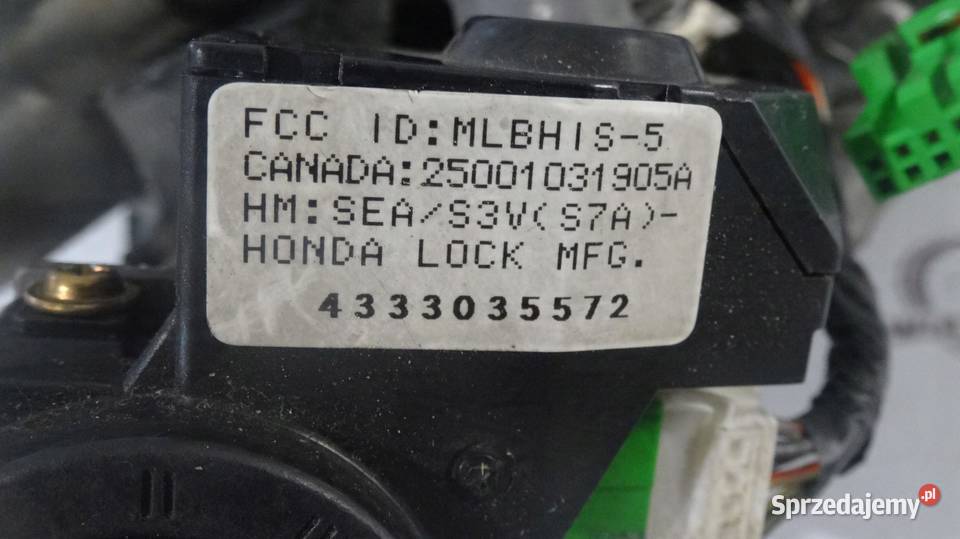 FCC ID:MLBHIS-5
CANADA:25001031905A
HM:SEA/S3V(S7A)-
HONDA LOCK MFG.
4333035572
Sprzedajemy.pl